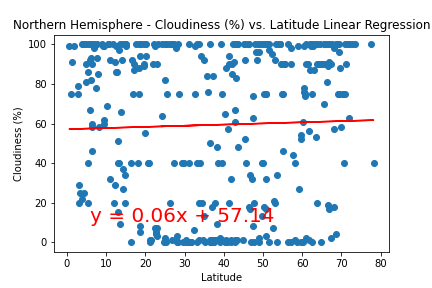 Northern Hemisphere - Cloudiness (%) vs. Latitude Linear Regression
100
80
60
40
20
0
Cloudiness (%)
y = 0.06x + 57.14
0 10 20 30 40 50 60 70 80
Latitude